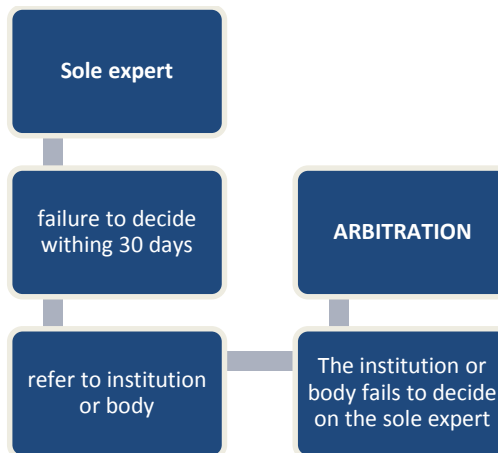 Sole expert
failure to decide
withing 30 days
refer to institution
or body
The institution or
body fails to decide
on the sole expert
ARBITRATION